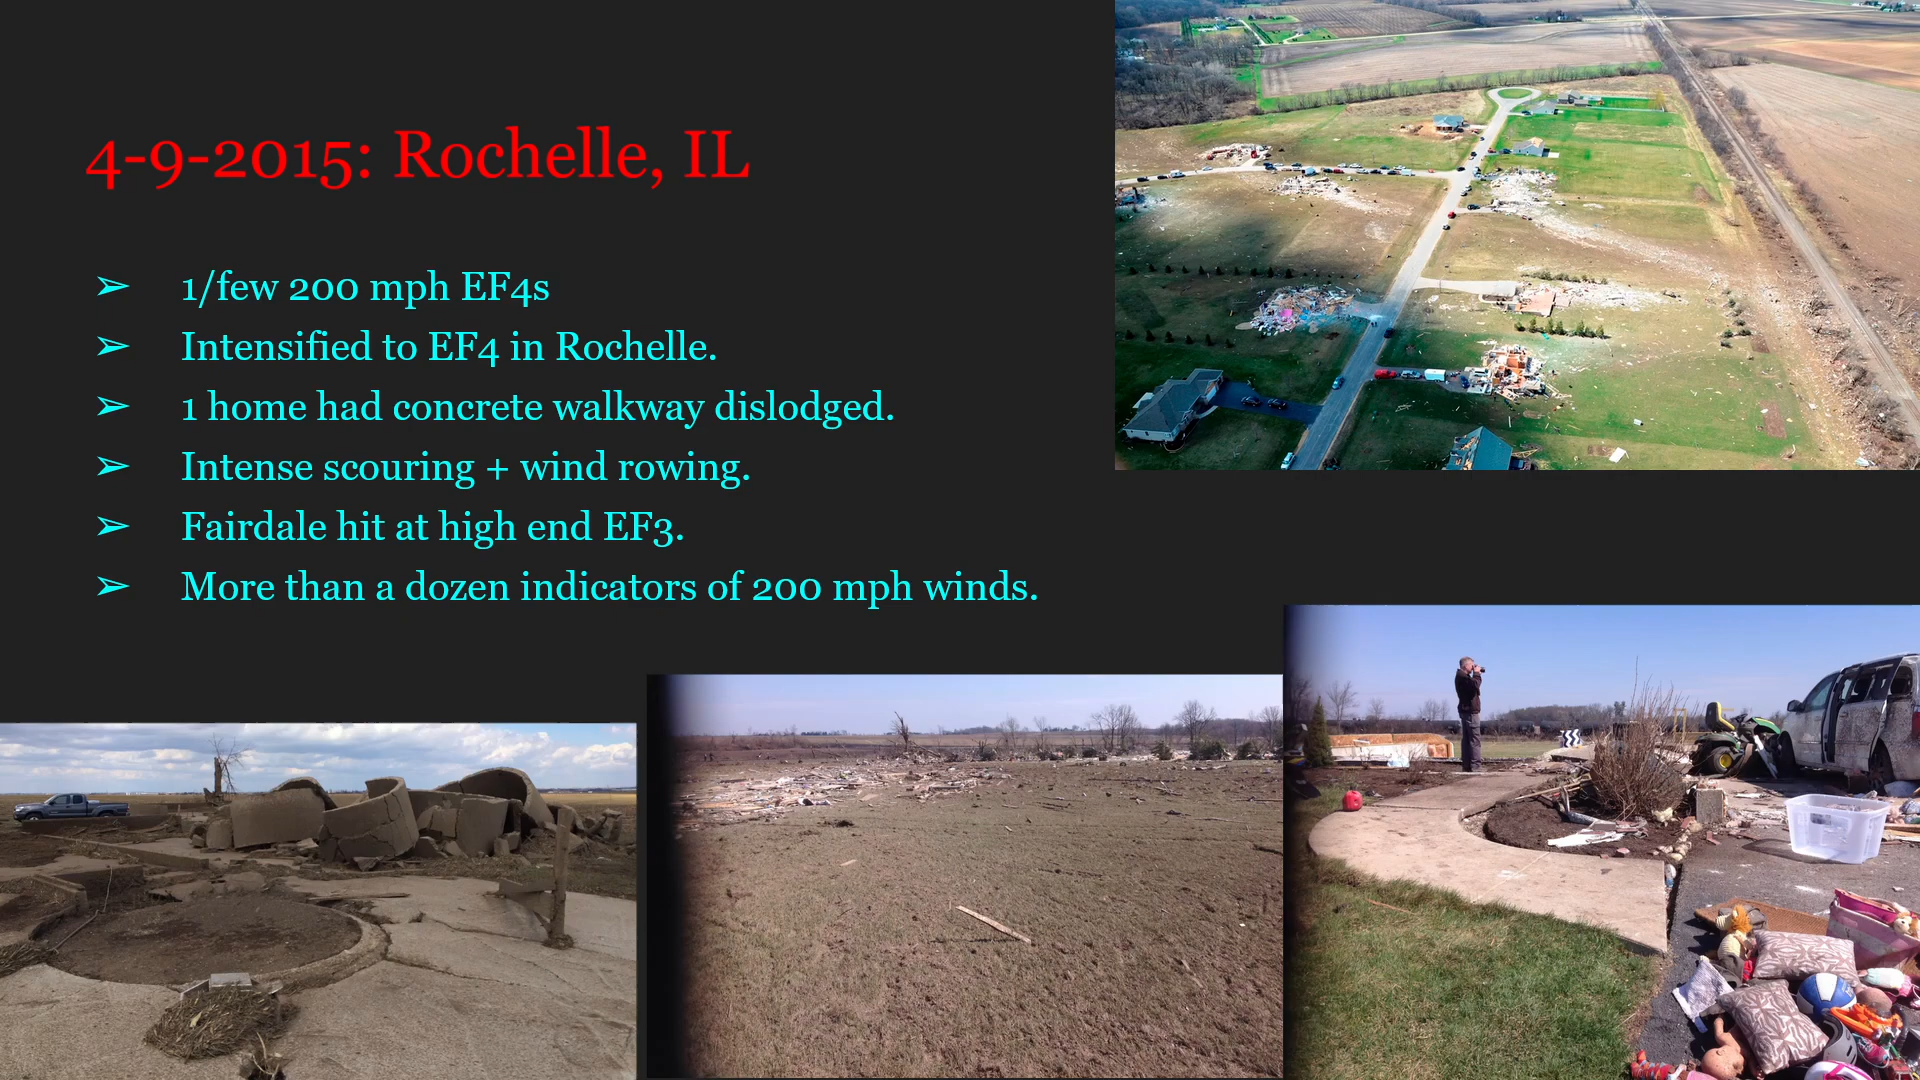 4-9-2015: Rochelle, IL
➢ 1/few 200 mph EF4s
➢ Intensified to EF4 in Rochelle.
➢ 1 home had concrete walkway dislodged.
➢ Intense scouring + wind rowing.
➢ Fairdale hit at high end EF3.
➢ More than a dozen indicators of 200 mph winds.